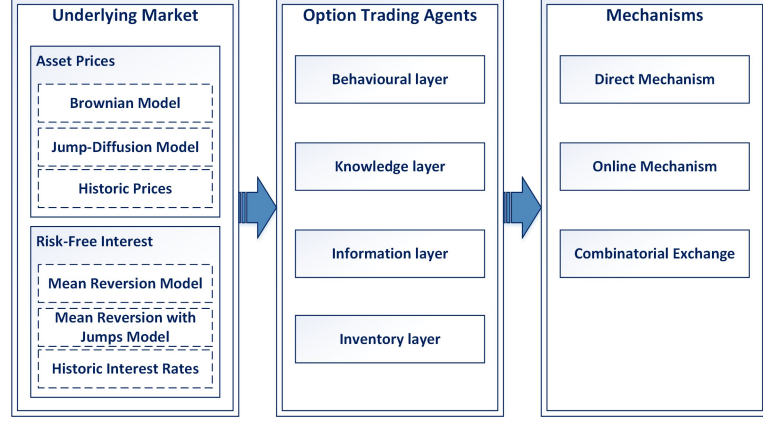 Underlying Market
Asset Prices
Brownian Model
Jump-Diffusion Model
Historic Prices
Risk-Free Interest
Mean Reversion Model
Mean Reversion with
Jumps Model
Historic Interest Rates
Option Trading Agents
Behavioural layer
Knowledge layer
Information layer
Inventory layer
Mechanisms
Direct Mechanism
Online Mechanism
Combinatorial Exchange